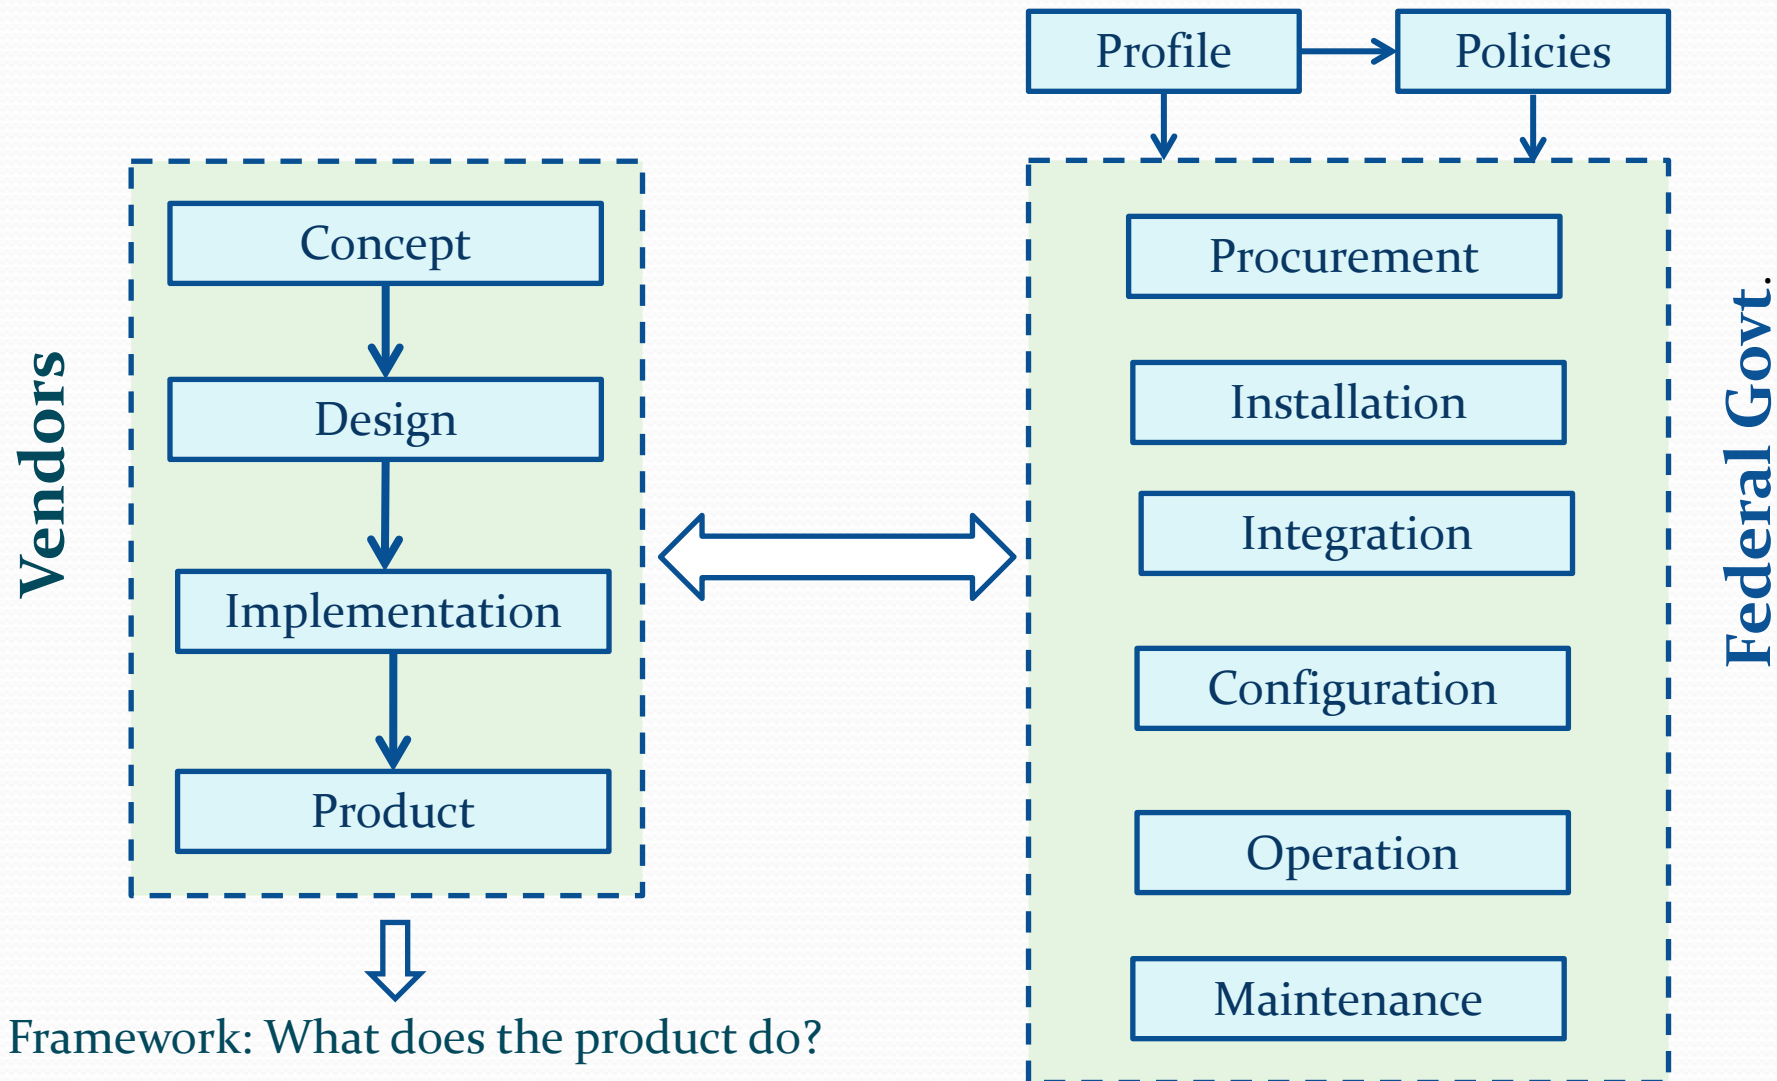 Profile
Policies
Vendors
Concept
Design
Implementation
Product
Framework: What does the product do?
Procurement
Installation
Integration
Configuration
Operation
Maintenance
Federal Govt.